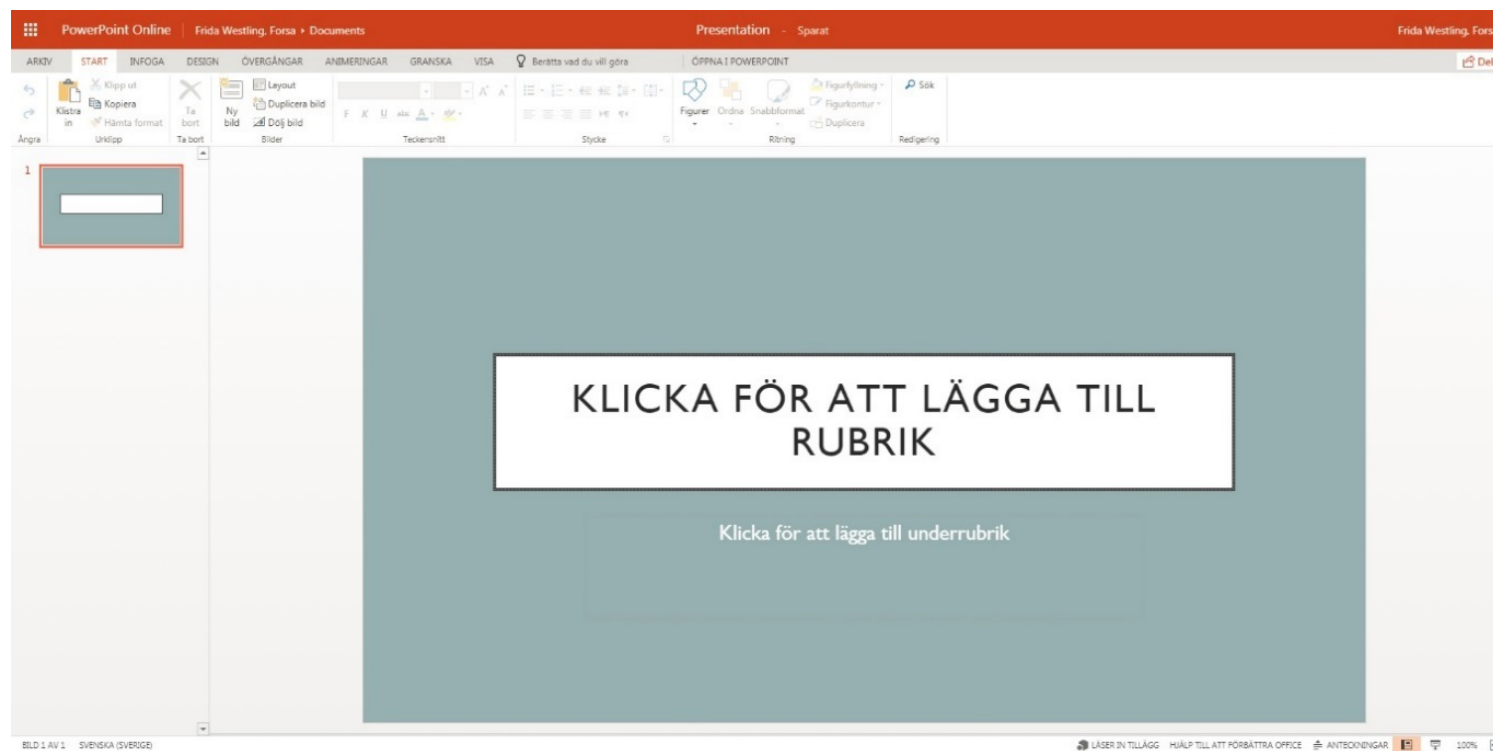 PowerPoint Online Frida Westling, Forsa ▸ Documents Presentation - Sparat Frida Westling, Fors
ARKIV START INFOGA DESIGN ÖVERGÅNGAR ANIMERINGAR GRANSKA VISA Berätta vad du vill göra ÖPPNA I POWERPOINT Del
Klistra in
Klipp ut
Kopiera
Hämta format
Ta bort
Ny bild
Layout
Duplicera bild
Dölj bild
F K U abc A
Figurer Ordna Snabbformat
Figurfyllning
Figurkontur
Duplicera
Sök
Ångra Urklipp Ta bort Bilder Teckensnitt Stycke Ritning Redigering
1
KLICKA FÖR ATT LÄGGA TILL
RUBRIK
Klicka för att lägga till underrubrik
BILD 1 AV 1 SVENSKA (SVERIGE) LÄSER IN TILLÄGG HJÄLP TILL ATT FÖRBÄTTRA OFFICE ANTECKNINGAR 100%